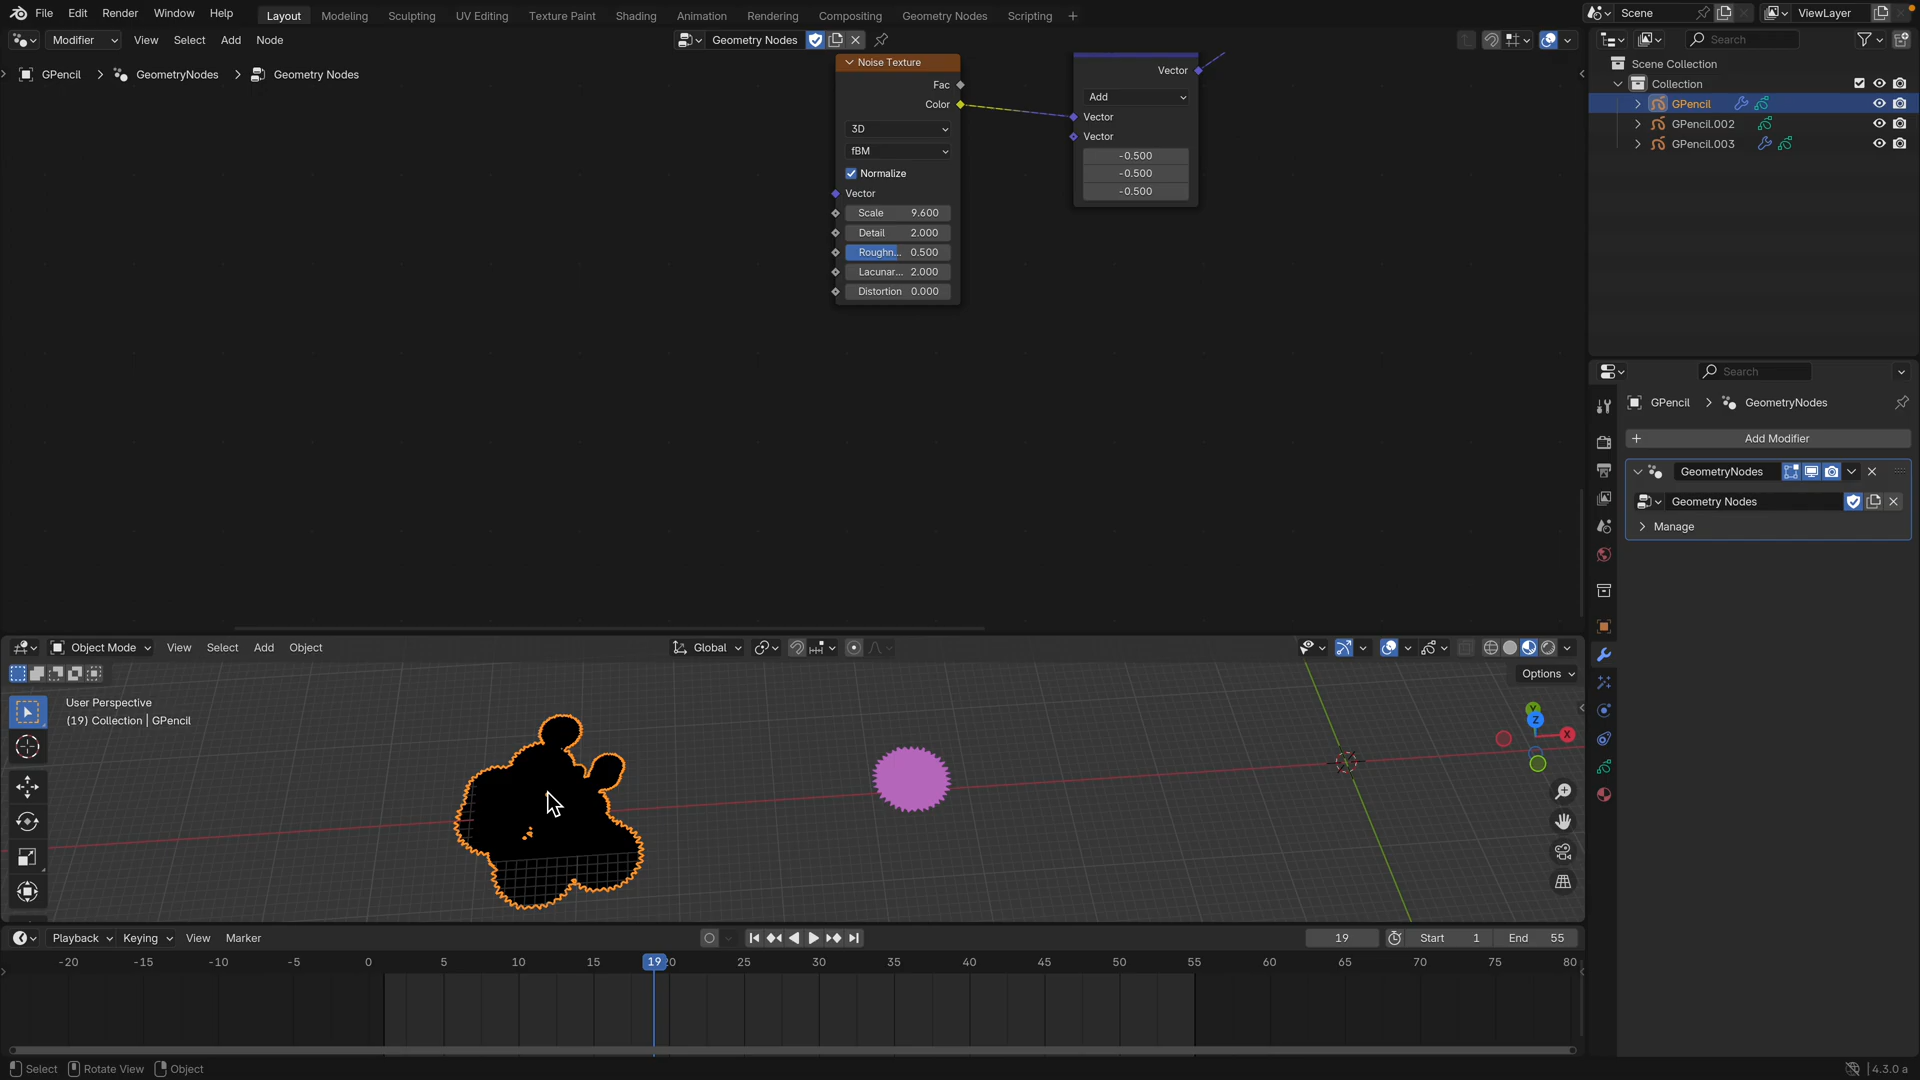 File Edit Render Window Help Layout Modeling Sculpting UV Editing Texture Paint Shading Animation Rendering Compositing Geometry Nodes Scripting + Scene ViewLayer
Modifier View Select Add Node Geometry Nodes Search
GPencil > GeometryNodes > Geometry Nodes
Scene Collection
Collection
GPencil
GPencil.002
GPencil.003
Noise Texture
Fac
Color
3D
fBM
Normalize
Vector
Scale 9.600
Detail 2.000
Roughn... 0.500
Lacunar... 2.000
Distortion 0.000
Vector
Add
Vector
Vector
-0.500
-0.500
-0.500
Search
GPencil > GeometryNodes
+ Add Modifier
GeometryNodes
Geometry Nodes
Manage
Object Mode View Select Add Object Global
Options
User Perspective
(19) Collection | GPencil
Y
Z
X
Playback Keying View Marker 19 Start 1 End 55
-20 -15 -10 -5 0 5 10 15 19 20 25 30 35 40 45 50 55 60 65 70 75 80
Select Rotate View Object 4.3.0 a